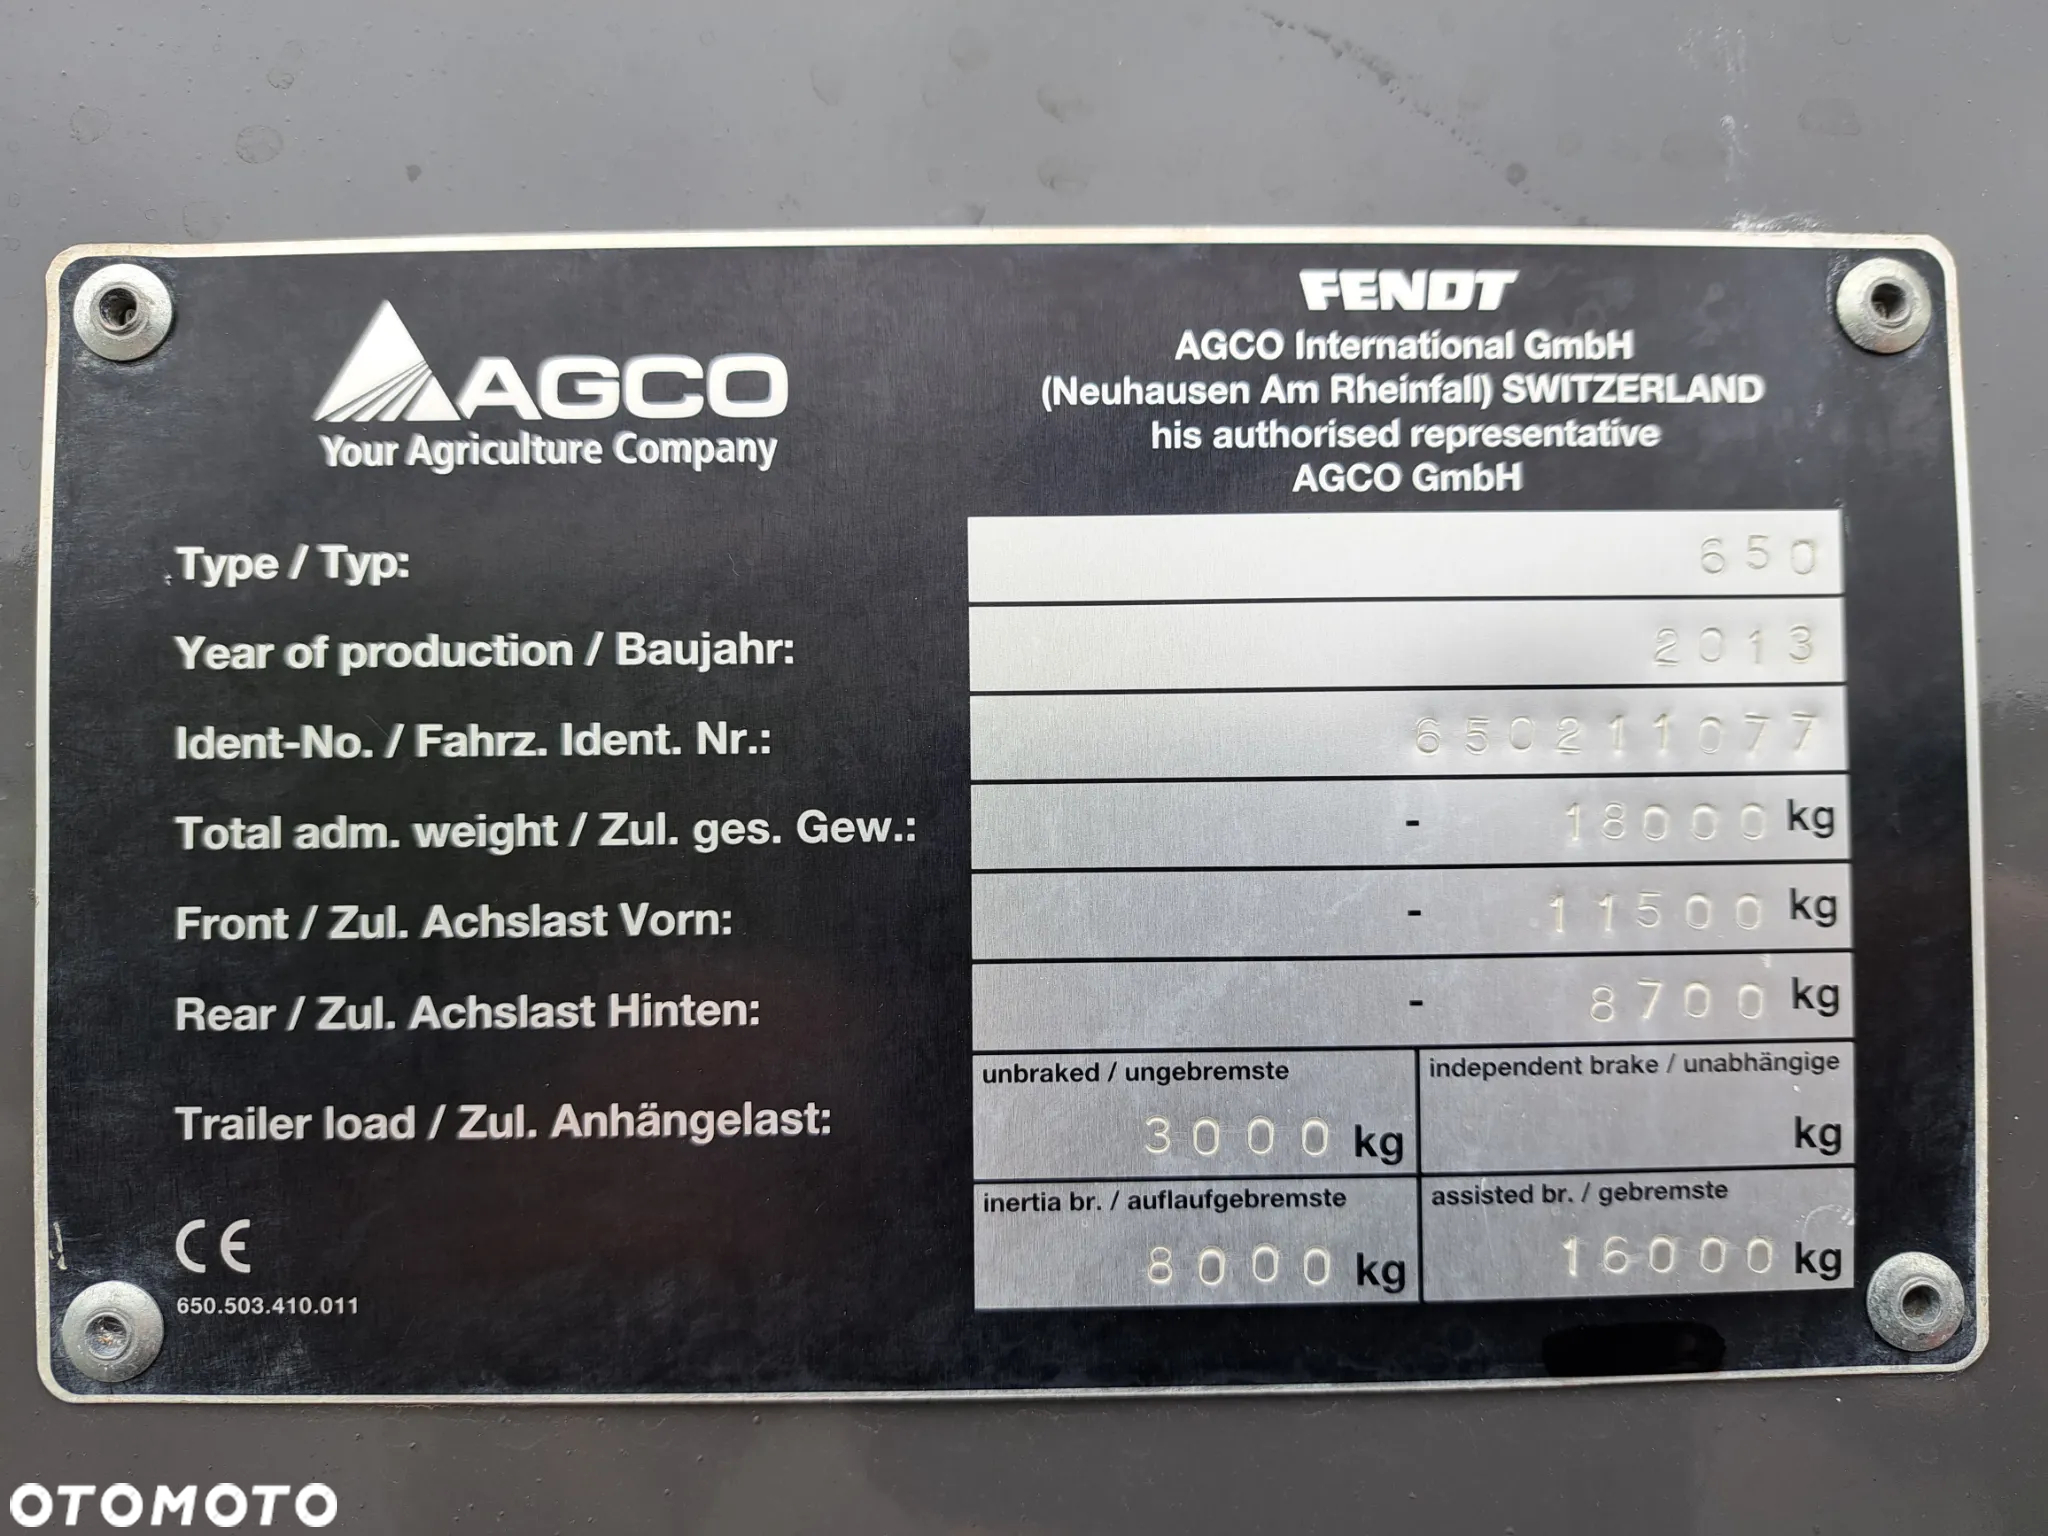 AGCO
Your Agriculture Company
FENDT
AGCO International GmbH
(Neuhausen Am Rheinfall) SWITZERLAND
his authorised representative
AGCO GmbH
Type / Typ: 650
Year of production / Baujahr: 2013
Ident-No. / Fahrz. Ident. Nr.: 650211077
Total adm. weight / Zul. ges. Gew.: - 18000 kg
Front / Zul. Achslast Vorn: - 11500 kg
Rear / Zul. Achslast Hinten: - 8700 kg
Trailer load / Zul. Anhängelast:
unbraked / ungebremste
3000 kg
independent brake / unabhängige
kg
inertia br. / auflaufgebremste
8000 kg
assisted br. / gebremste
16000 kg
CE
650.503.410.011
OTOMOTO